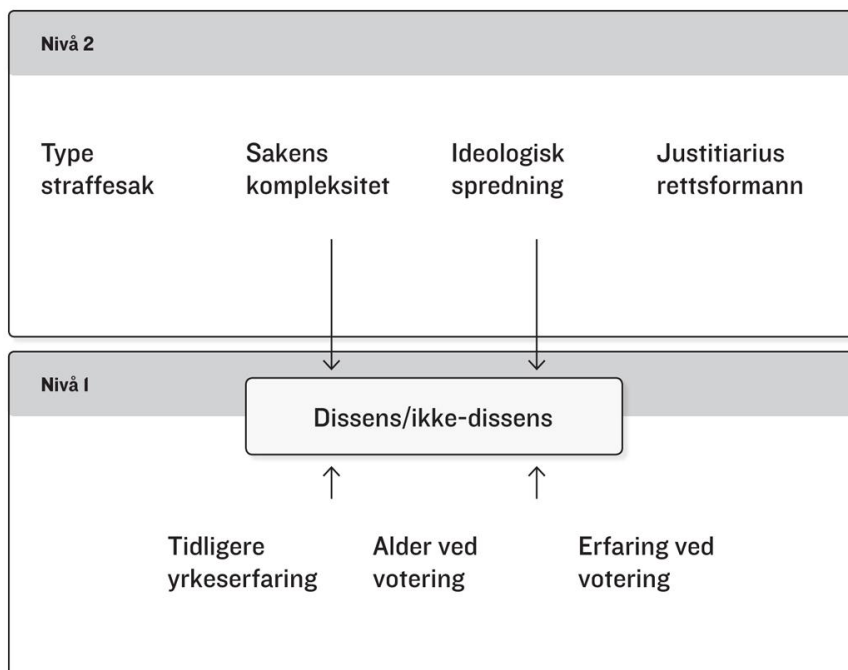 Nivå 2
Type
straffesak
Sakens
kompleksitet
Ideologisk
spredning
Justitiarius
rettsformann
Nivå 1
Dissens/ikke-dissens
Tidligere
yrkeserfaring
Alder ved
votering
Erfaring ved
votering